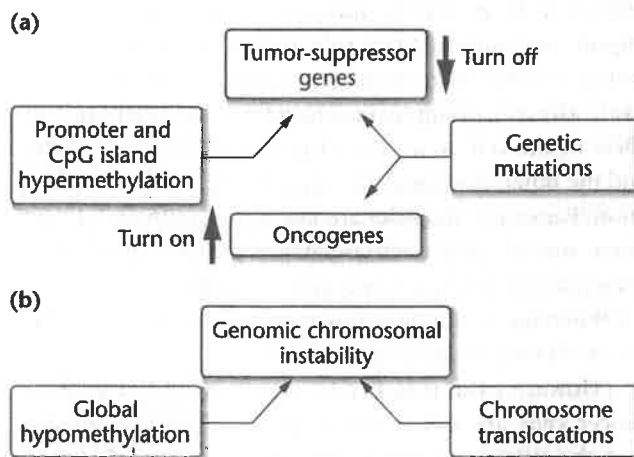 (a)
Tumor-suppressor
genes
Turn off
Promoter and
CpG island
hypermethylation
Genetic
mutations
Turn on
Oncogenes
(b)
Genomic chromosomal
instability
Global
hypomethylation
Chromosome
translocations